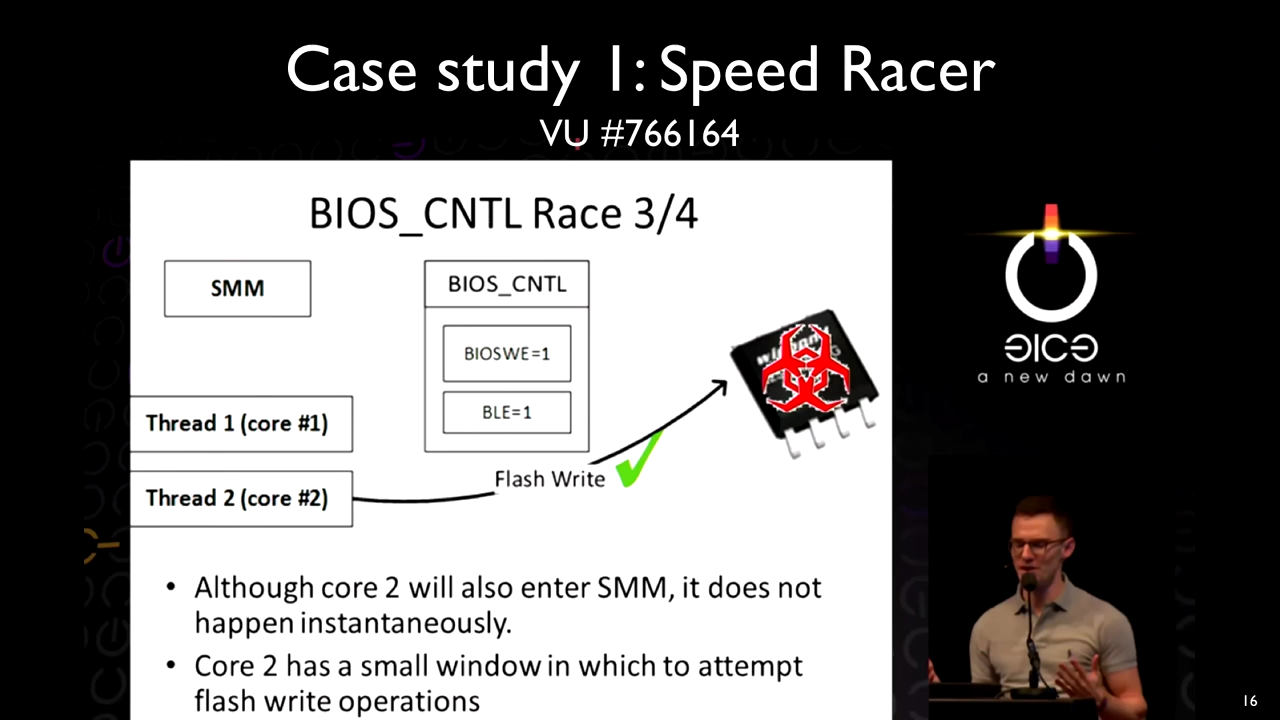 Case study 1: Speed Racer
VU #766164
BIOS_CNTL Race 3/4
SMM
BIOS_CNTL
BIOSWE=1
BLE=1
Thread 1 (core #1)
Thread 2 (core #2)
Flash Write
• Although core 2 will also enter SMM, it does not
happen instantaneously.
• Core 2 has a small window in which to attempt
flash write operations
a new dawn
16